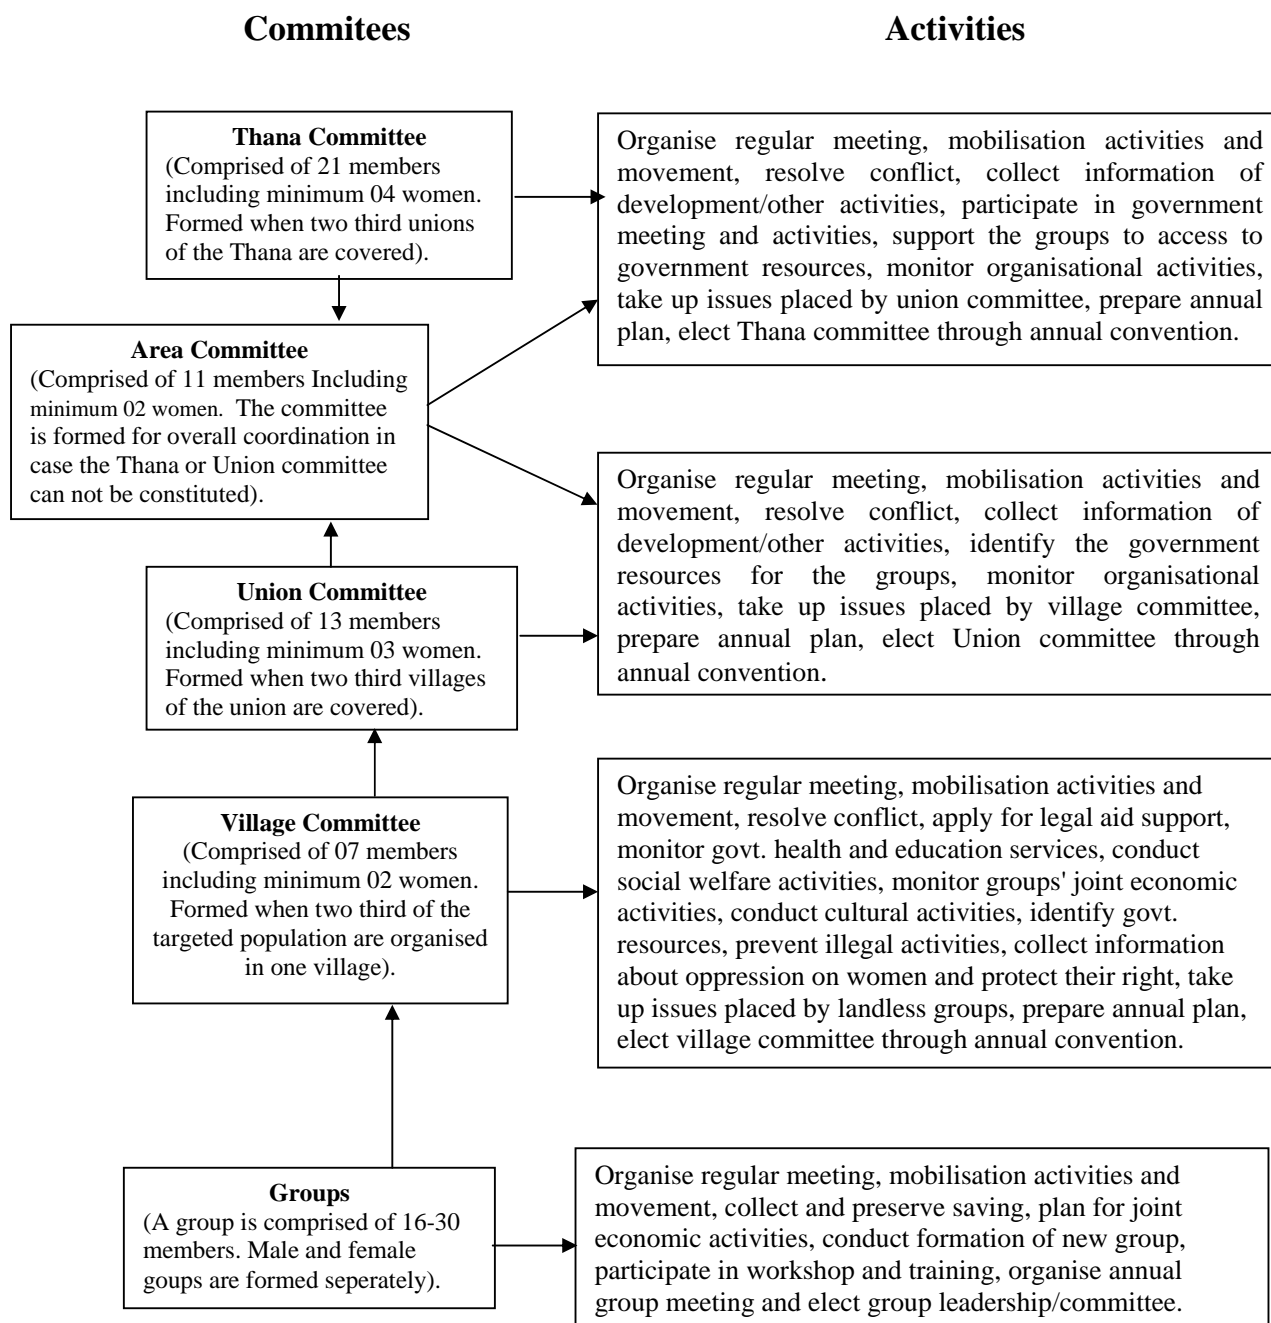 Commitees
Activities
Thana Committee
(Comprised of 21 members
including minimum 04 women.
Formed when two third unions
of the Thana are covered).
Organise regular meeting, mobilisation activities and
movement, resolve conflict, collect information of
development/other activities, participate in government
meeting and activities, support the groups to access to
government resources, monitor organisational activities,
take up issues placed by union committee, prepare annual
plan, elect Thana committee through annual convention.
Area Committee
(Comprised of 11 members Including
minimum 02 women. The committee
is formed for overall coordination in
case the Thana or Union committee
can not be constituted).
Organise regular meeting, mobilisation activities and
movement, resolve conflict, collect information of
development/other activities, identify the government
resources for the groups, monitor organisational
activities, take up issues placed by village committee,
prepare annual plan, elect Union committee through
annual convention.
Union Committee
(Comprised of 13 members
including minimum 03 women.
Formed when two third villages
of the union are covered).
Village Committee
(Comprised of 07 members
including minimum 02 women.
Formed when two third of the
targeted population are organised
in one village).
Organise regular meeting, mobilisation activities and
movement, resolve conflict, apply for legal aid support,
monitor govt. health and education services, conduct
social welfare activities, monitor groups' joint economic
activities, conduct cultural activities, identify govt.
resources, prevent illegal activities, collect information
about oppression on women and protect their right, take
up issues placed by landless groups, prepare annual plan,
elect village committee through annual convention.
Groups
(A group is comprised of 16-30
members. Male and female
goups are formed seperately).
Organise regular meeting, mobilisation activities and
movement, collect and preserve saving, plan for joint
economic activities, conduct formation of new group,
participate in workshop and training, organise annual
group meeting and elect group leadership/committee.